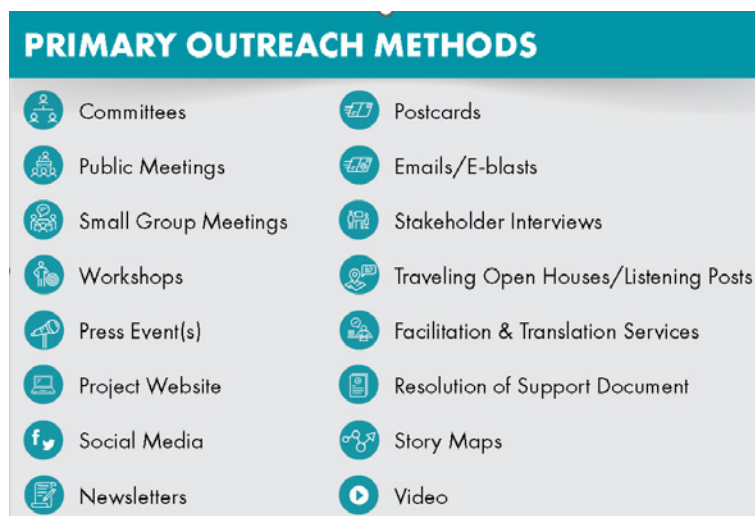 PRIMARY OUTREACH METHODS
Committees
Public Meetings
Small Group Meetings
Workshops
Press Event(s)
Project Website
Social Media
Newsletters
Postcards
Emails/E-blasts
Stakeholder Interviews
Traveling Open Houses/Listening Posts
Facilitation & Translation Services
Resolution of Support Document
Story Maps
Video